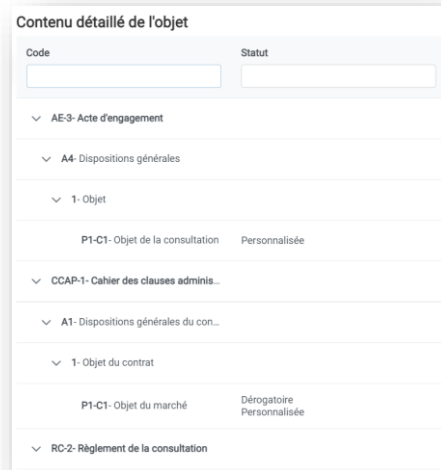 Contenu détaillé de l'objet
Code Statut
AE-3- Acte d'engagement
A4- Dispositions générales
1- Objet
P1-C1- Objet de la consultation Personnalisée
CCAP-1- Cahier des clauses adminis...
A1- Dispositions générales du con...
1- Objet du contrat
P1-C1- Objet du marché Dérogatoire
Personnalisée
RC-2- Règlement de la consultation